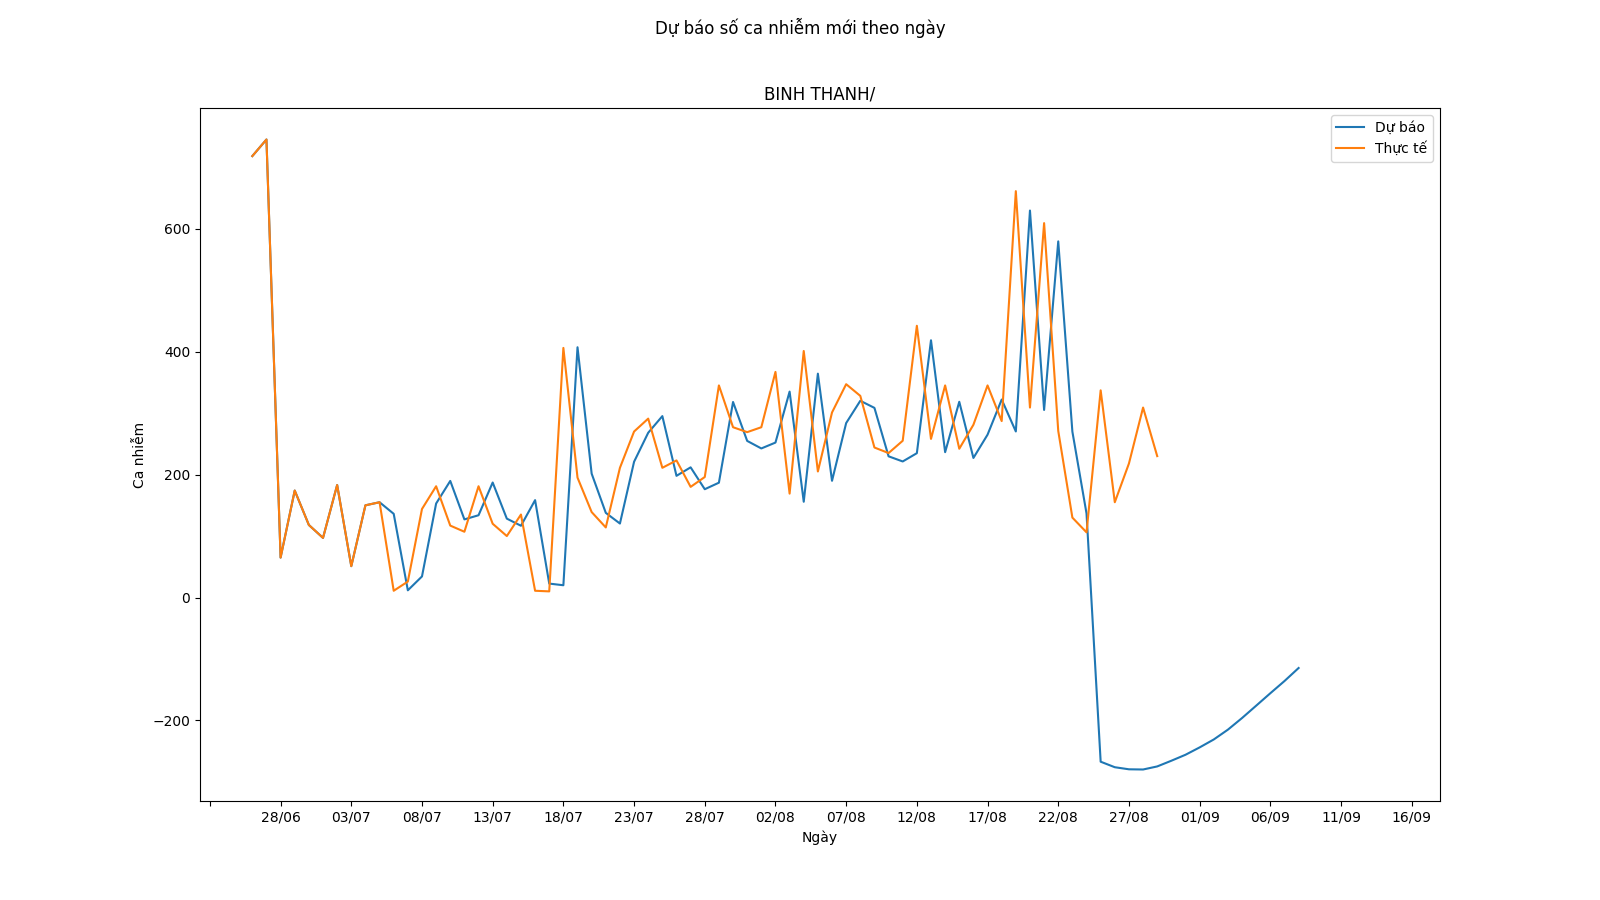 Dự báo số ca nhiễm mới theo ngày
BINH THANH/
Dự báo
Thực tế
600
400
200
0
−200
Ca nhiễm
28/06 03/07 08/07 13/07 18/07 23/07 28/07 02/08 07/08 12/08 17/08 22/08 27/08 01/09 06/09 11/09 16/09
Ngày